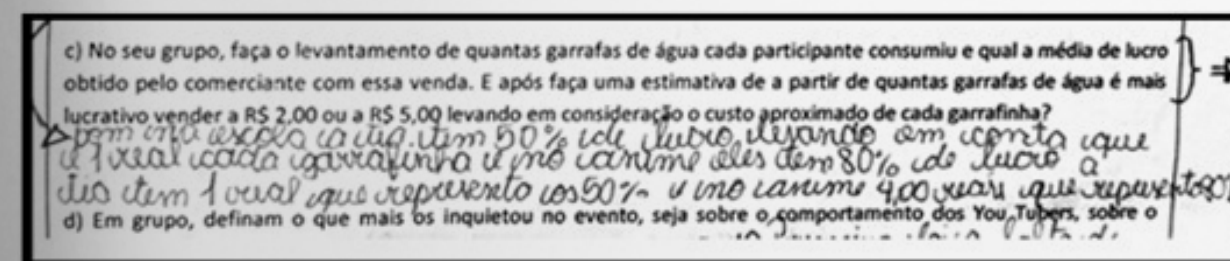 c) No seu grupo, faça o levantamento de quantas garrafas de água cada participante consumiu e qual a média de lucro
obtido pelo comerciante com essa venda. E após faça uma estimativa de a partir de quantas garrafas de água é mais
lucrativo vender a R$ 2,00 ou a R$ 5,00 levando em consideração o custo aproximado de cada garrafinha?
bom na escola a tia tem 50% de lucro levando em conta que
é 1 real cada garrafinha e no anime eles tem 80% de lucro a
tia tem 1 real que representa os 50% e no anime 4,00 reais que
d) Em grupo, definam o que mais os inquietou no evento, seja sobre o comportamento dos You Tubers, sobre o